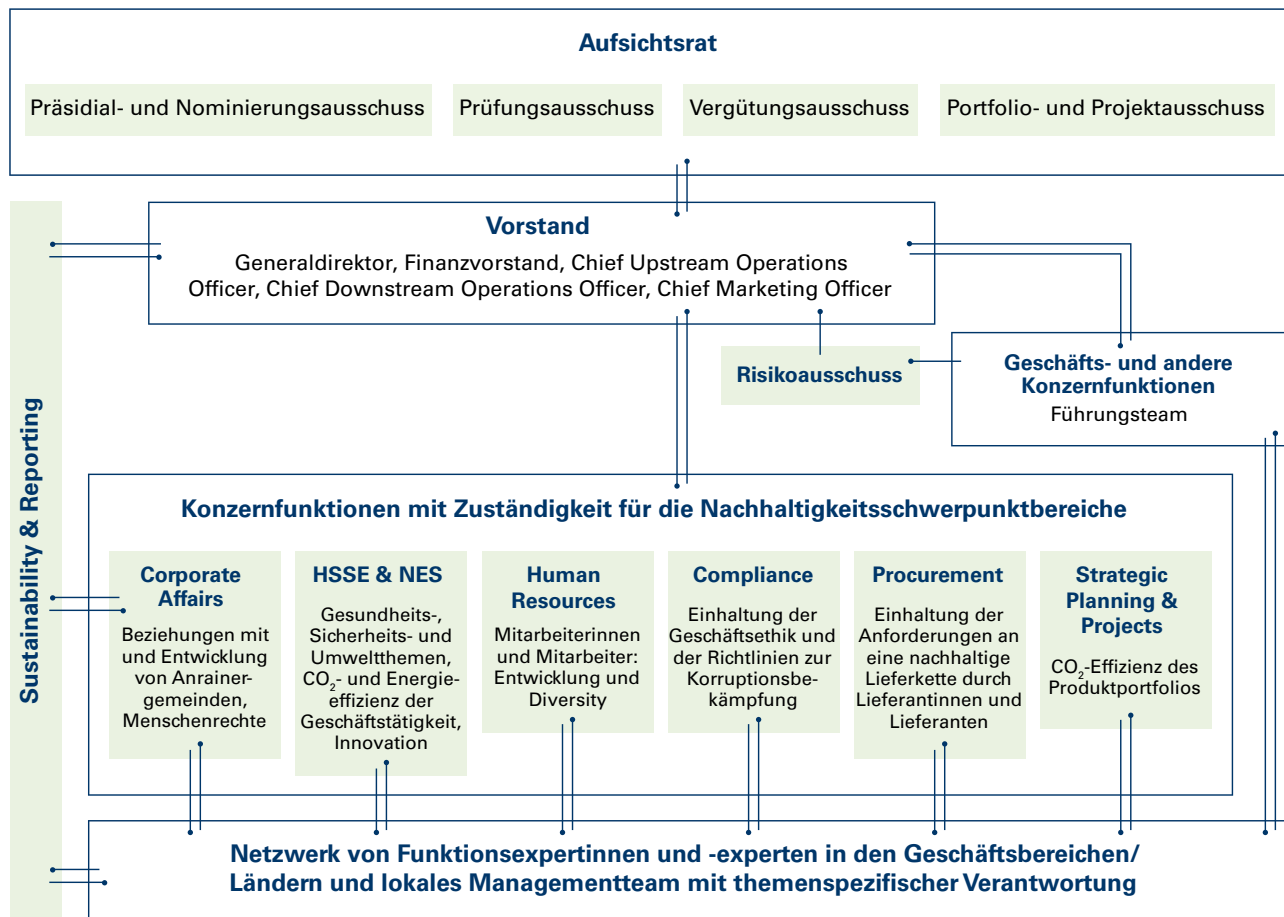 Aufsichtsrat
Präsidial- und Nominierungsausschuss
Prüfungsausschuss
Vergütungsausschuss
Portfolio- und Projektausschuss
Sustainability & Reporting
Vorstand
Generaldirektor, Finanzvorstand, Chief Upstream Operations
Officer, Chief Downstream Operations Officer, Chief Marketing Officer
Risikoausschuss
Geschäfts- und andere
Konzernfunktionen
Führungsteam
Konzernfunktionen mit Zuständigkeit für die Nachhaltigkeitsschwerpunktbereiche
Corporate
Affairs
Beziehungen mit
und Entwicklung
von Anrainer-
gemeinden,
Menschenrechte
HSSE & NES
Gesundheits-,
Sicherheits- und
Umweltthemen,
CO₂- und Energie-
effizienz der
Geschäftstätigkeit,
Innovation
Human
Resources
Mitarbeiterinnen
und Mitarbeiter:
Entwicklung und
Diversity
Compliance
Einhaltung der
Geschäftsethik und
der Richtlinien zur
Korruptionsbe-
kämpfung
Procurement
Einhaltung der
Anforderungen an
eine nachhaltige
Lieferkette durch
Lieferantinnen und
Lieferanten
Strategic
Planning &
Projects
CO₂-Effizienz des
Produktportfolios
Netzwerk von Funktionsexpertinnen und -experten in den Geschäftsbereichen/
Ländern und lokales Managementteam mit themenspezifischer Verantwortung